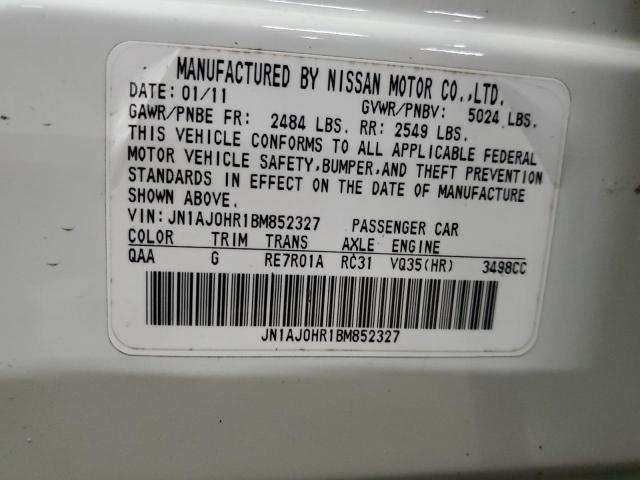 MANUFACTURED BY NISSAN MOTOR CO.,LTD.
DATE: 01/11 GVWR/PNBV: 5024 LBS.
GAWR/PNBE FR: 2484 LBS. RR: 2549 LBS.
THIS VEHICLE CONFORMS TO ALL APPLICABLE FEDERAL
MOTOR VEHICLE SAFETY,BUMPER,AND THEFT PREVENTION
STANDARDS IN EFFECT ON THE DATE OF MANUFACTURE
SHOWN ABOVE.
VIN: JN1AJ0HR1BM852327 PASSENGER CAR
COLOR TRIM TRANS AXLE ENGINE
QAA G RE7R01A RC31 VQ35(HR) 3498CC
JN1AJ0HR1BM852327